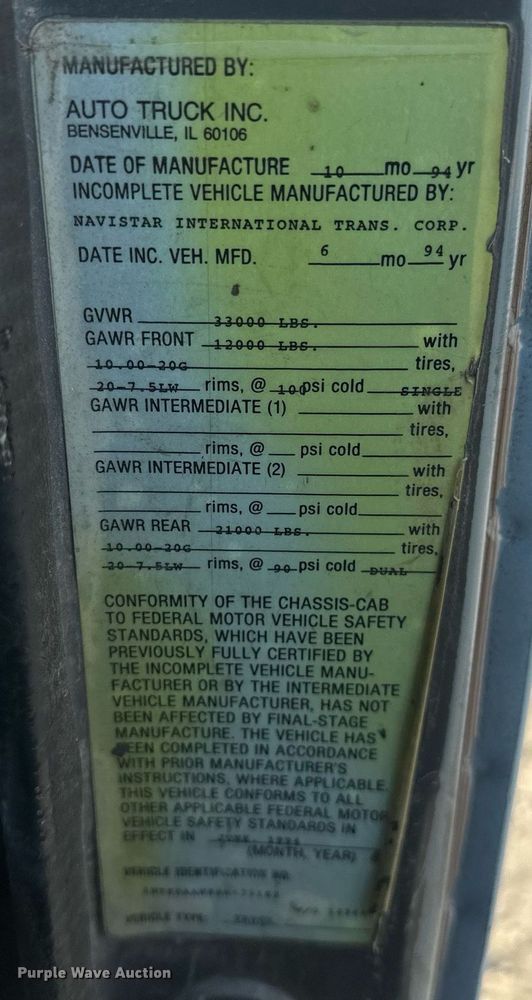 MANUFACTURED BY:
AUTO TRUCK INC.
BENSENVILLE, IL 60106
DATE OF MANUFACTURE 10 mo 94 yr
INCOMPLETE VEHICLE MANUFACTURED BY:
NAVISTAR INTERNATIONAL TRANS. CORP.
DATE INC. VEH. MFD. 6 mo 94 yr
GVWR 33000 LBS.
GAWR FRONT 12000 LBS. with
10.00-20G tires,
20-7.5LW rims, @ 100 psi cold SINGLE
GAWR INTERMEDIATE (1) with
tires,
rims, @ psi cold
GAWR INTERMEDIATE (2) with
tires,
rims, @ psi cold
GAWR REAR 21000 LBS. with
10.00-20G tires,
20-7.5LW rims, @ 90 psi cold DUAL
CONFORMITY OF THE CHASSIS-CAB
TO FEDERAL MOTOR VEHICLE SAFETY
STANDARDS, WHICH HAVE BEEN
PREVIOUSLY FULLY CERTIFIED BY
THE INCOMPLETE VEHICLE MANU-
FACTURER OR BY THE INTERMEDIATE
VEHICLE MANUFACTURER, HAS NOT
BEEN AFFECTED BY FINAL-STAGE
MANUFACTURE. THE VEHICLE HAS
BEEN COMPLETED IN ACCORDANCE
WITH PRIOR MANUFACTURER'S
INSTRUCTIONS, WHERE APPLICABLE.
THIS VEHICLE CONFORMS TO ALL
OTHER APPLICABLE FEDERAL MOTOR
VEHICLE SAFETY STANDARDS IN
EFFECT IN JUNE, 1994
(MONTH, YEAR)
VEHICLE IDENTIFICATION NO.
VEHICLE TYPE: TRUCK
Purple Wave Auction